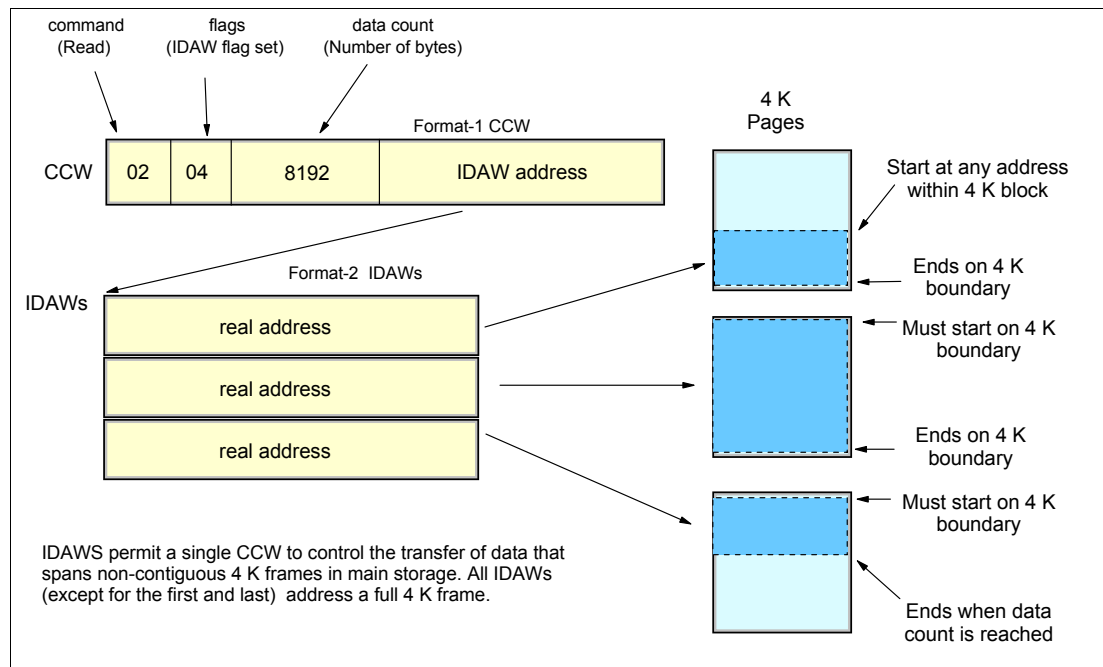 command
(Read)
flags
(IDAW flag set)
data count
(Number of bytes)
Format-1 CCW
CCW
02
04
8192
IDAW address
Format-2 IDAWs
IDAWs
real address
real address
real address
4 K
Pages
Start at any address
within 4 K block
Ends on 4 K
boundary
Must start on 4 K
boundary
Ends on 4 K
boundary
Must start on 4 K
boundary
Ends when data
count is reached
IDAWS permit a single CCW to control the transfer of data that
spans non-contiguous 4 K frames in main storage. All IDAWs
(except for the first and last) address a full 4 K frame.